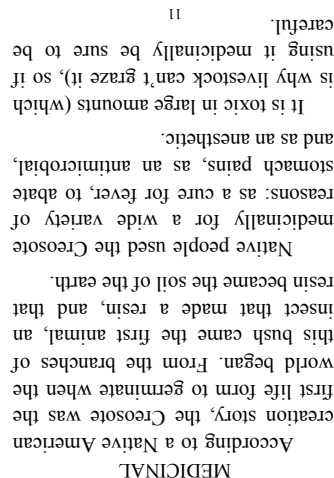 MEDICINAL
According to a Native American
creation story, the Creosote was the
first life form to germinate when the
world began. From the branches of
this bush came the first animal, an
insect that made a resin, and that
resin became the soil of the earth.
Native people used the Creosote
medicinally for a wide variety of
reasons: as a cure for fever, to abate
stomach pains, as an antimicrobial,
and as an anesthetic.
It is toxic in large amounts (which
is why livestock can't graze it), so if
using it medicinally be sure to be
careful.
11